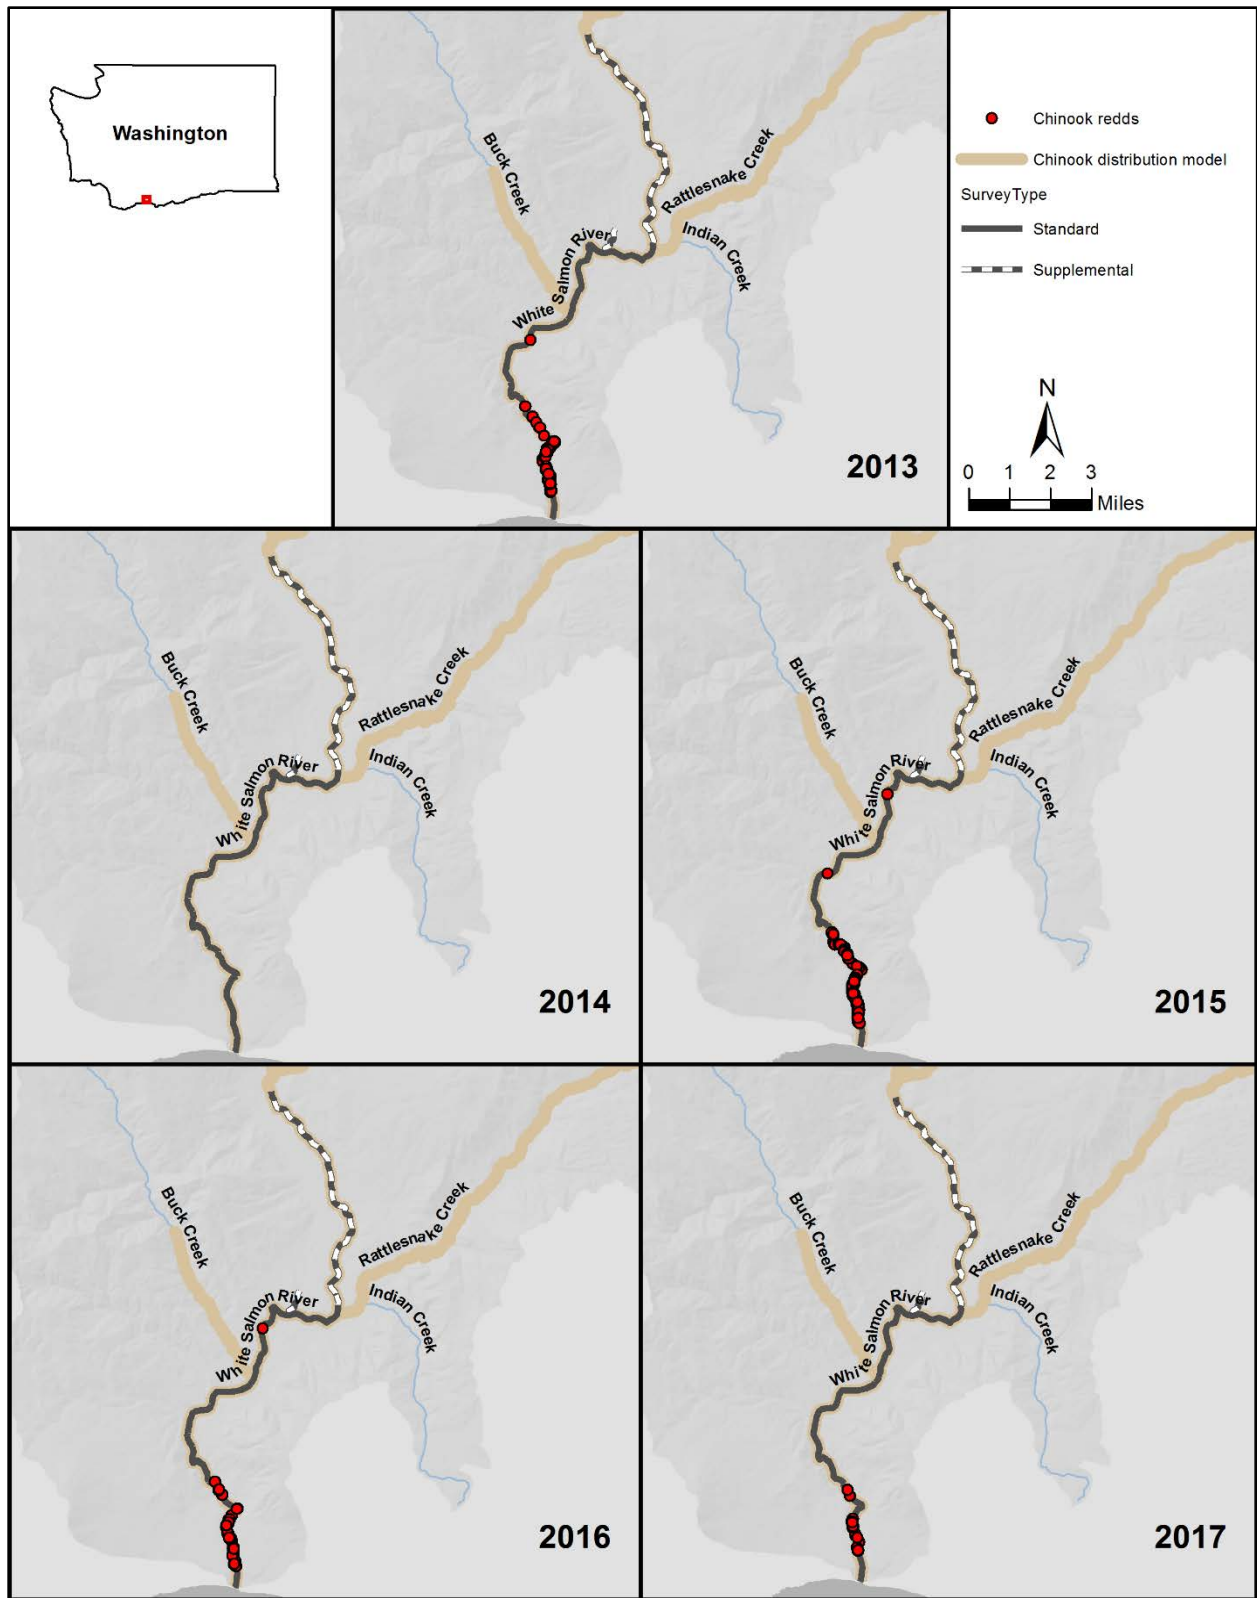 Washington
Buck Creek
Rattlesnake Creek
Indian Creek
White Salmon River
2013
Chinook redds
Chinook distribution model
SurveyType
Standard
Supplemental
N
0 1 2 3
Miles
Buck Creek
Rattlesnake Creek
Indian Creek
White Salmon River
2014
Buck Creek
Rattlesnake Creek
Indian Creek
White Salmon River
2015
Buck Creek
Rattlesnake Creek
Indian Creek
White Salmon River
2016
Buck Creek
Rattlesnake Creek
Indian Creek
White Salmon River
2017